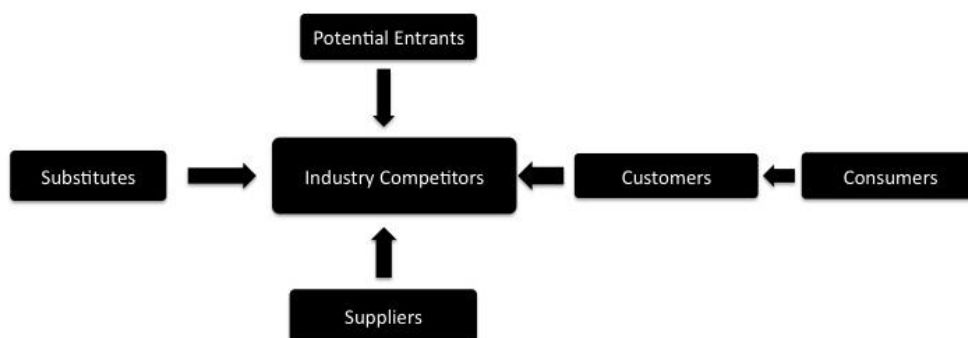 Potential Entrants
Substitutes
Industry Competitors
Customers
Consumers
Suppliers